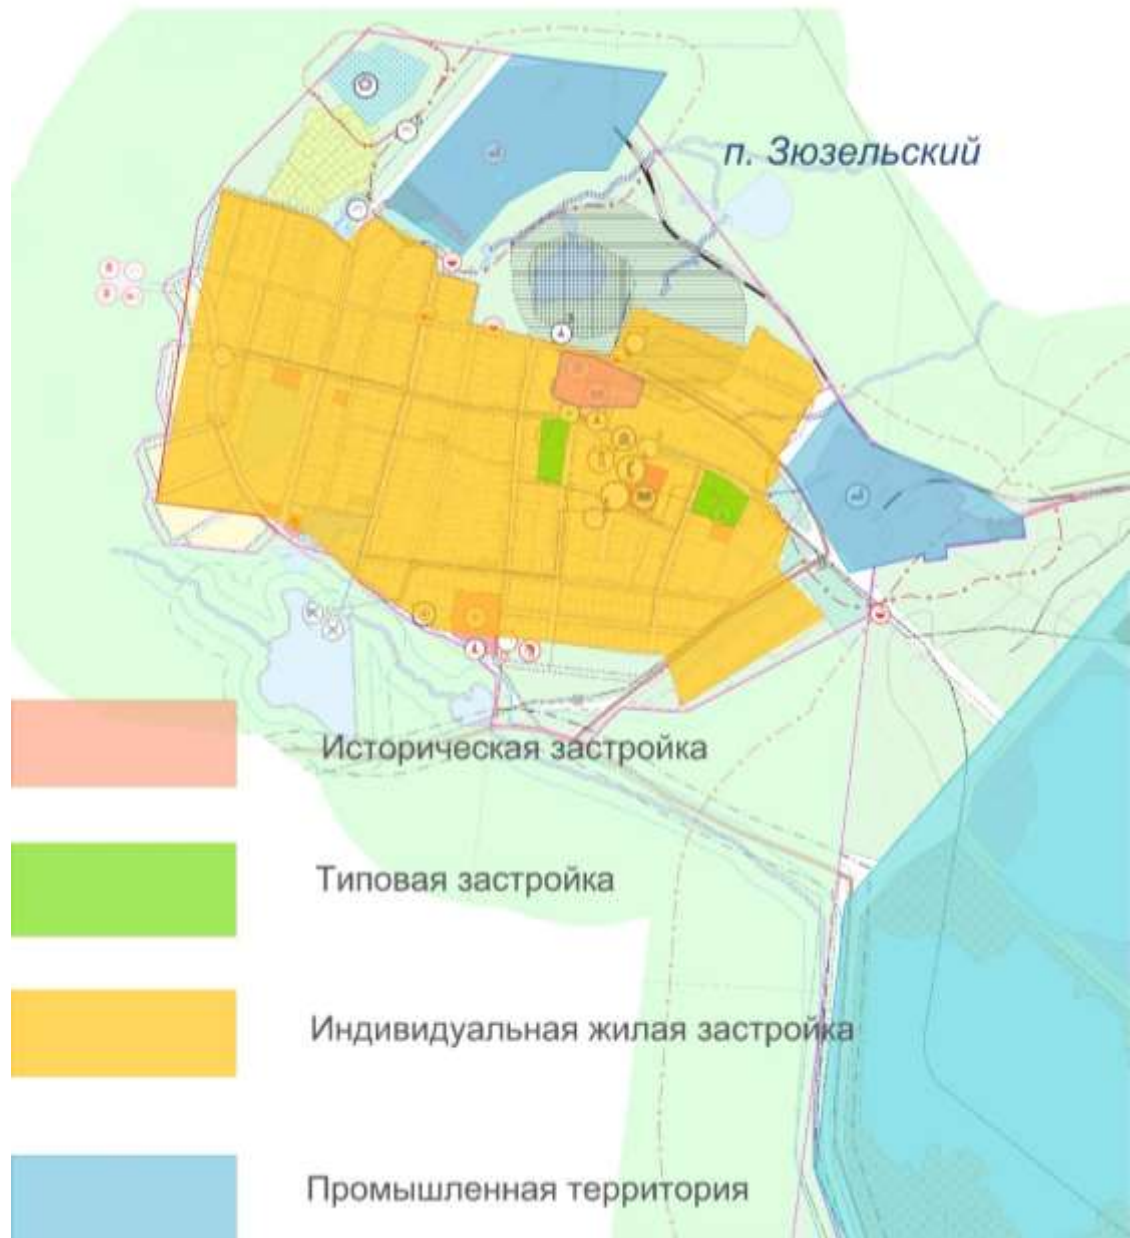 п. Зюзельский
Историческая застройка
Типовая застройка
Индивидуальная жилая застройка
Промышленная территория